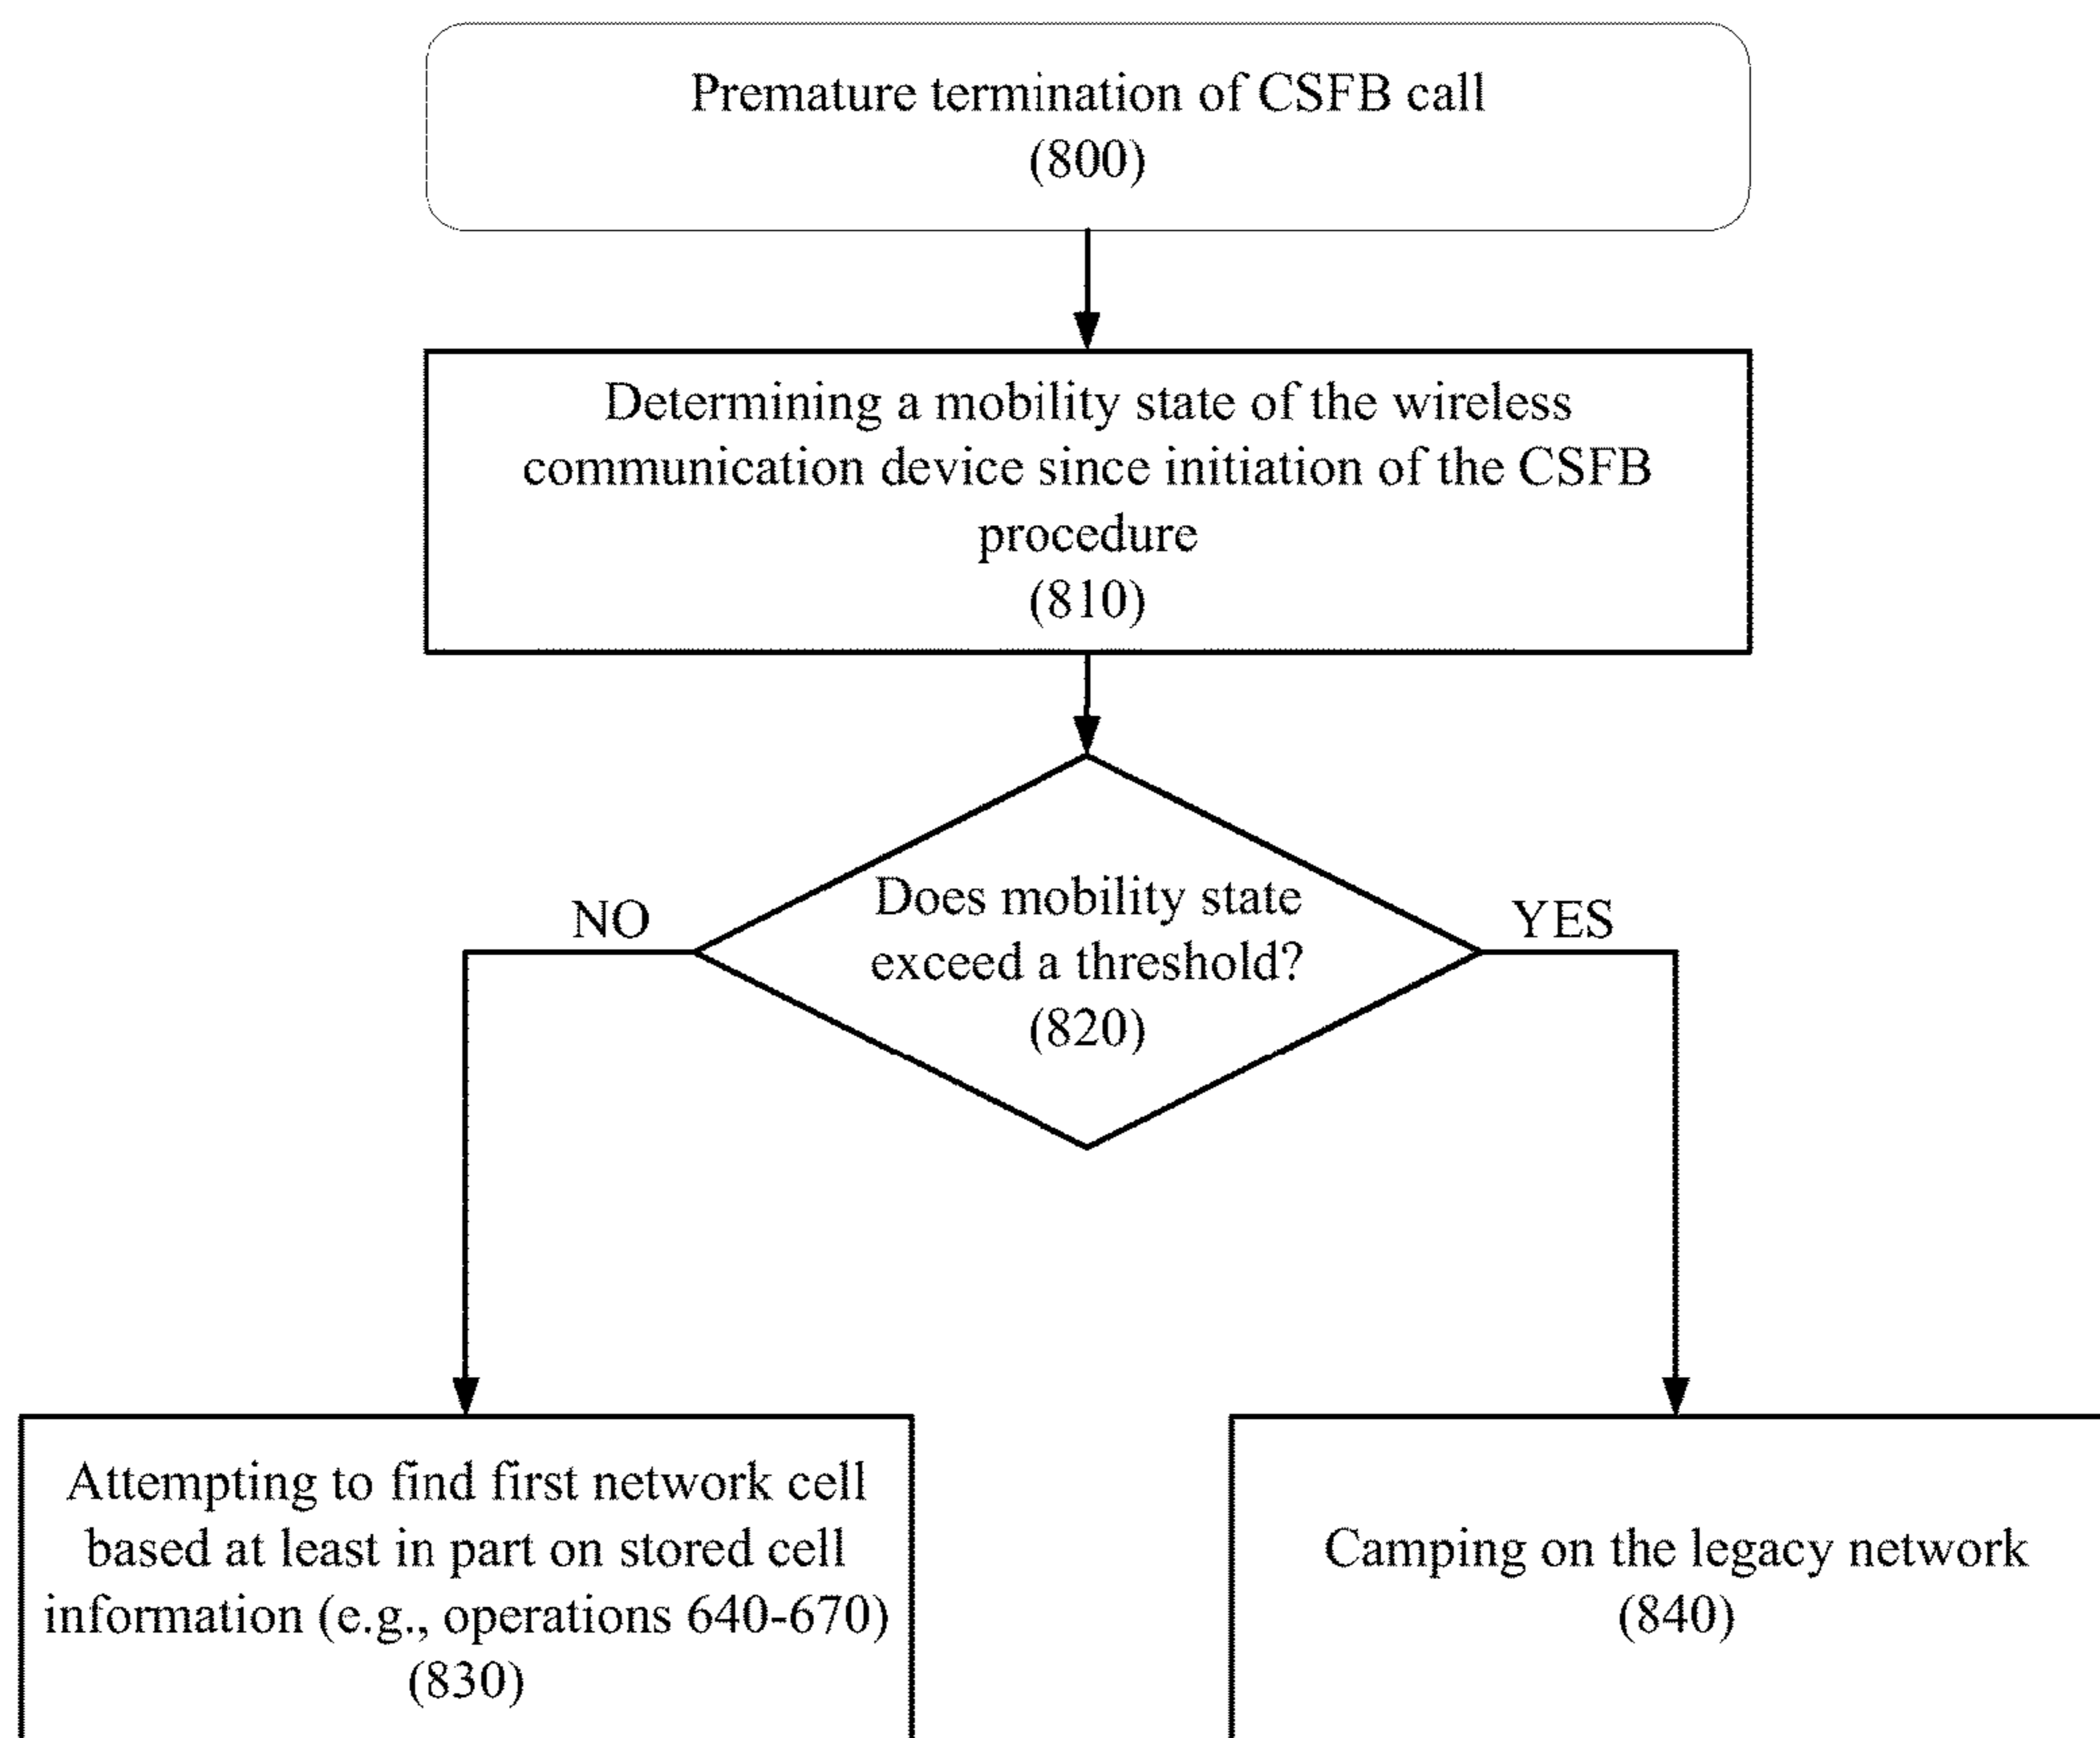 Premature termination of CSFB call
(800)
Determining a mobility state of the wireless
communication device since initiation of the CSFB
procedure
(810)
Does mobility state
exceed a threshold?
(820)
NO
YES
Attempting to find first network cell
based at least in part on stored cell
information (e.g., operations 640-670)
(830)
Camping on the legacy network
(840)